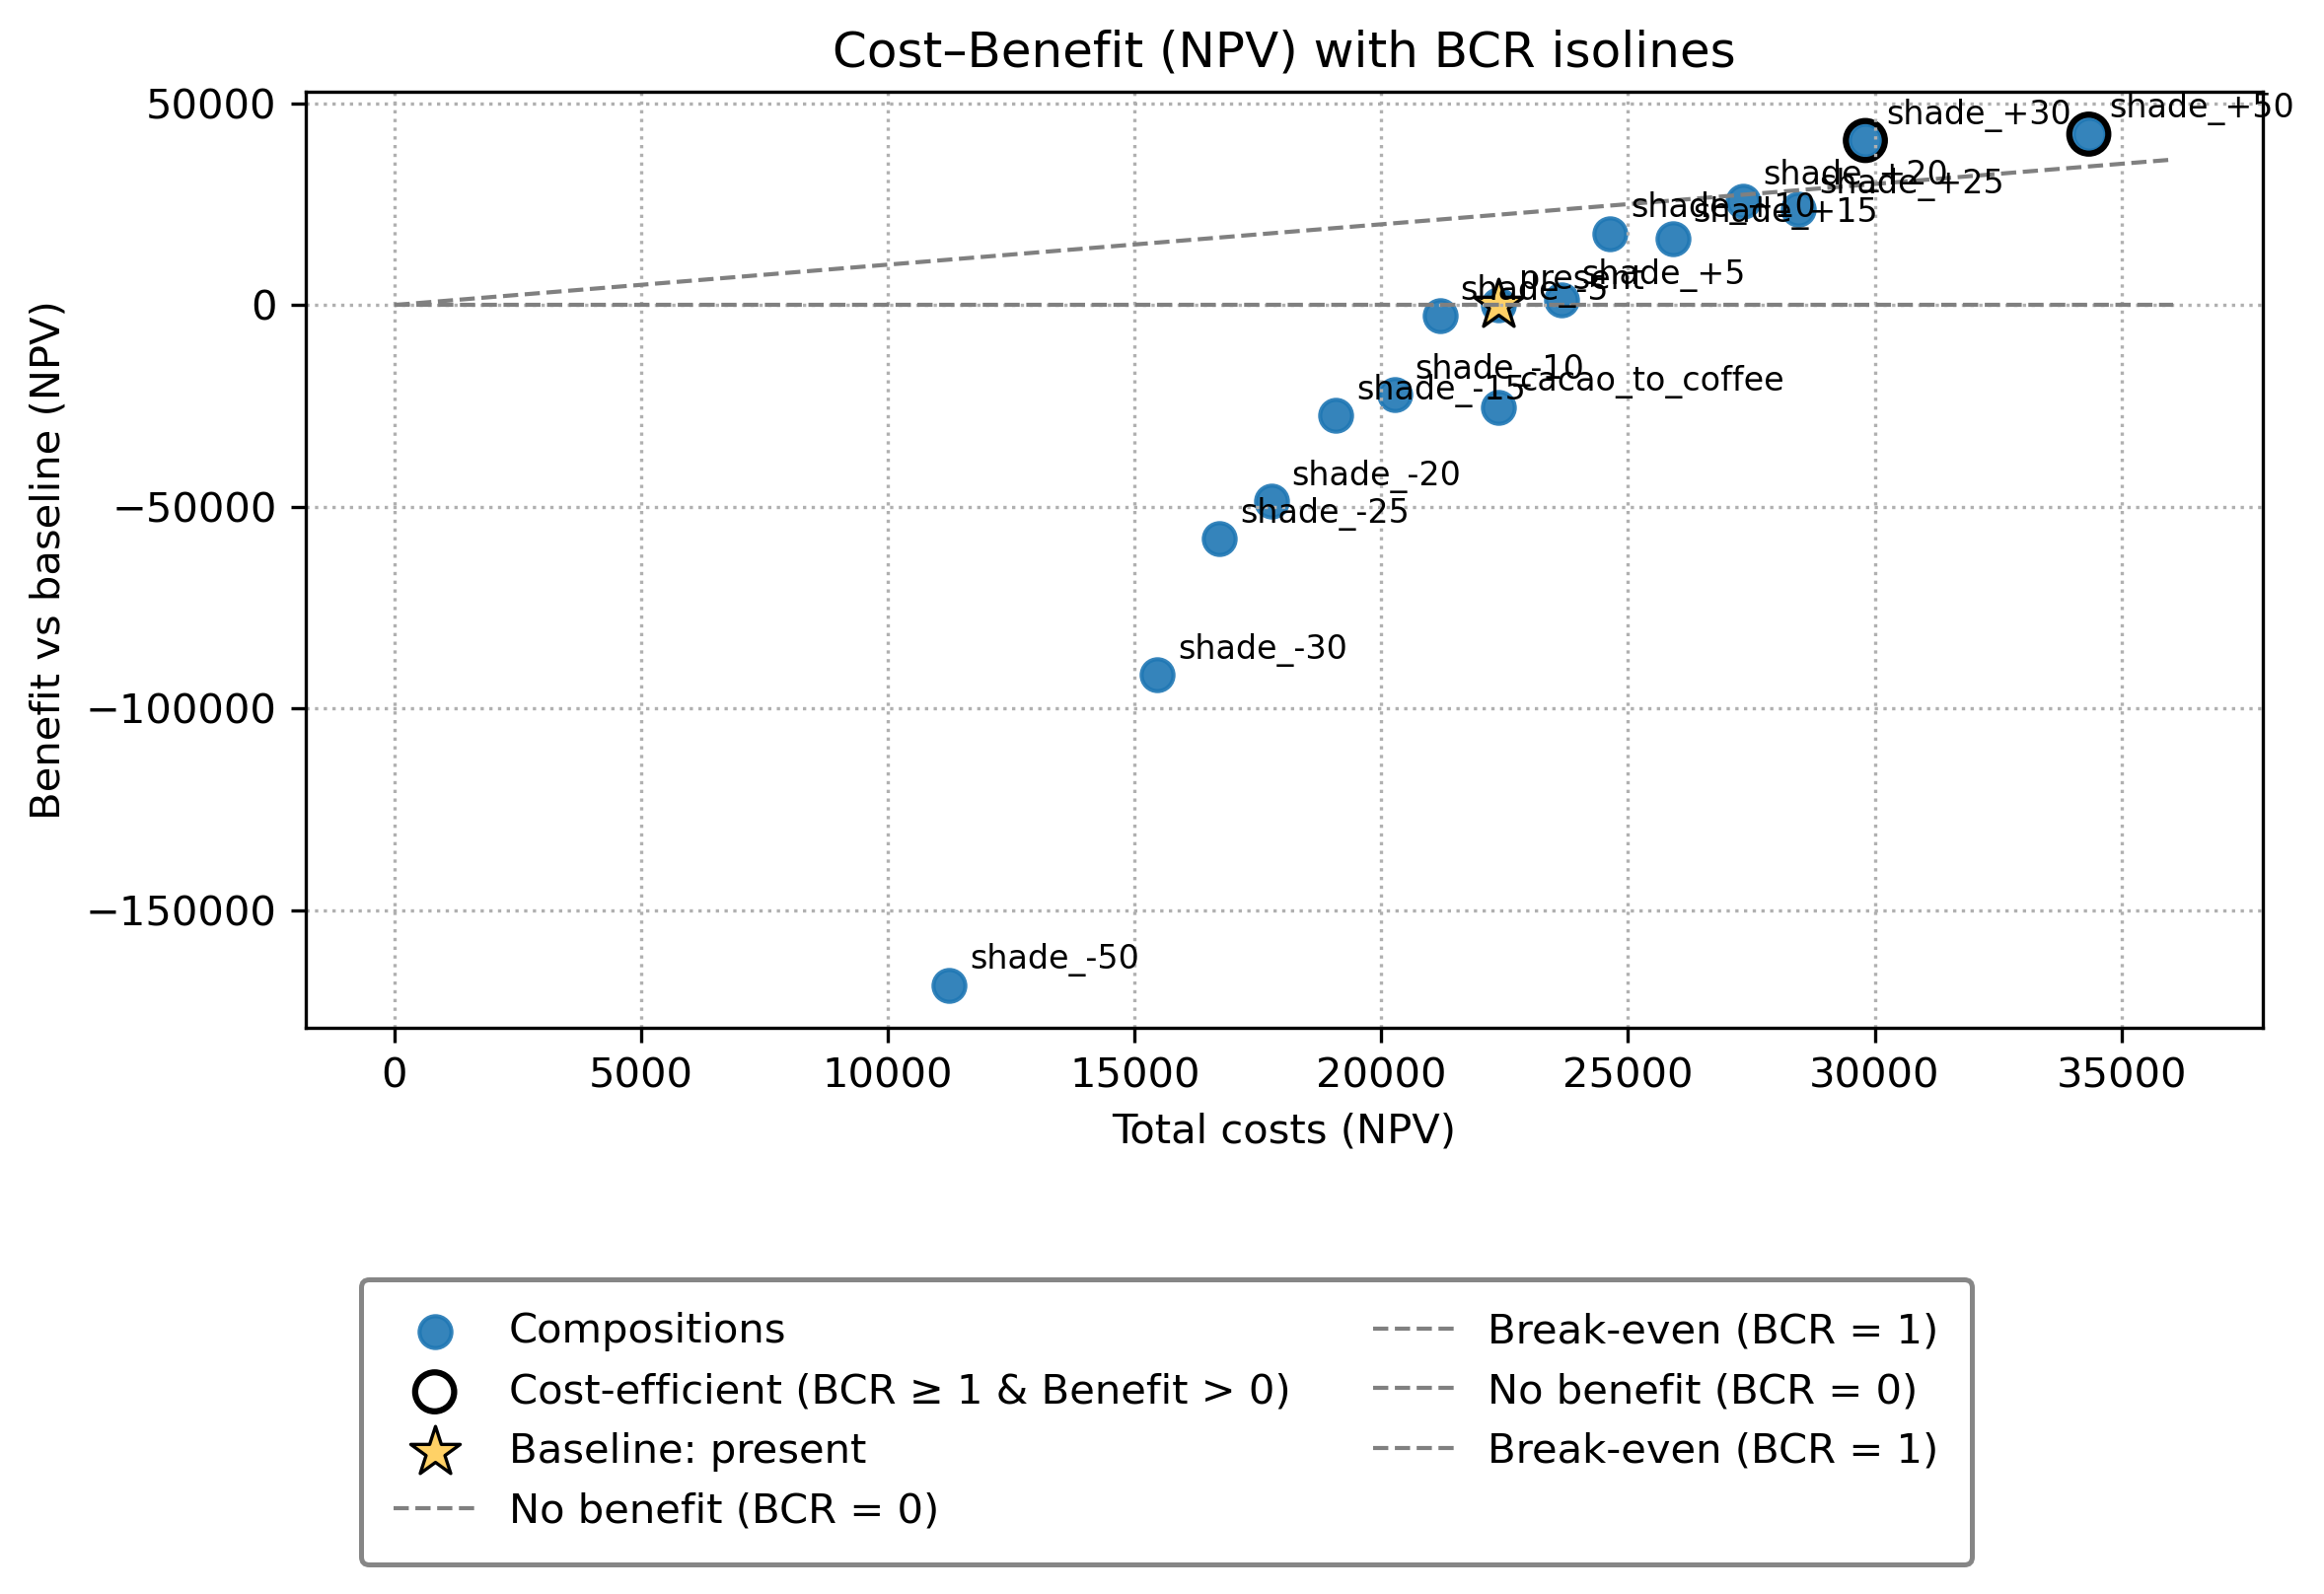 Cost–Benefit (NPV) with BCR isolines
Benefit vs baseline (NPV)
50000
0
−50000
−100000
−150000
shade_+50
shade_+30
shade_+20
shade_+25
shade_+10
shade_+15
shade_+5
present
shade_-5
shade_-10
cacao_to_coffee
shade_-15
shade_-20
shade_-25
shade_-30
shade_-50
0
5000
10000
15000
20000
25000
30000
35000
Total costs (NPV)
Compositions
Cost-efficient (BCR ≥ 1 & Benefit > 0)
Baseline: present
No benefit (BCR = 0)
Break-even (BCR = 1)
No benefit (BCR = 0)
Break-even (BCR = 1)